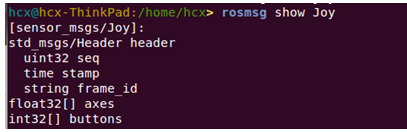 hcx@hcx-ThinkPad:/home/hcx> rosmsg show Joy
[sensor_msgs/Joy]:
std_msgs/Header header
  uint32 seq
  time stamp
  string frame_id
float32[] axes
int32[] buttons